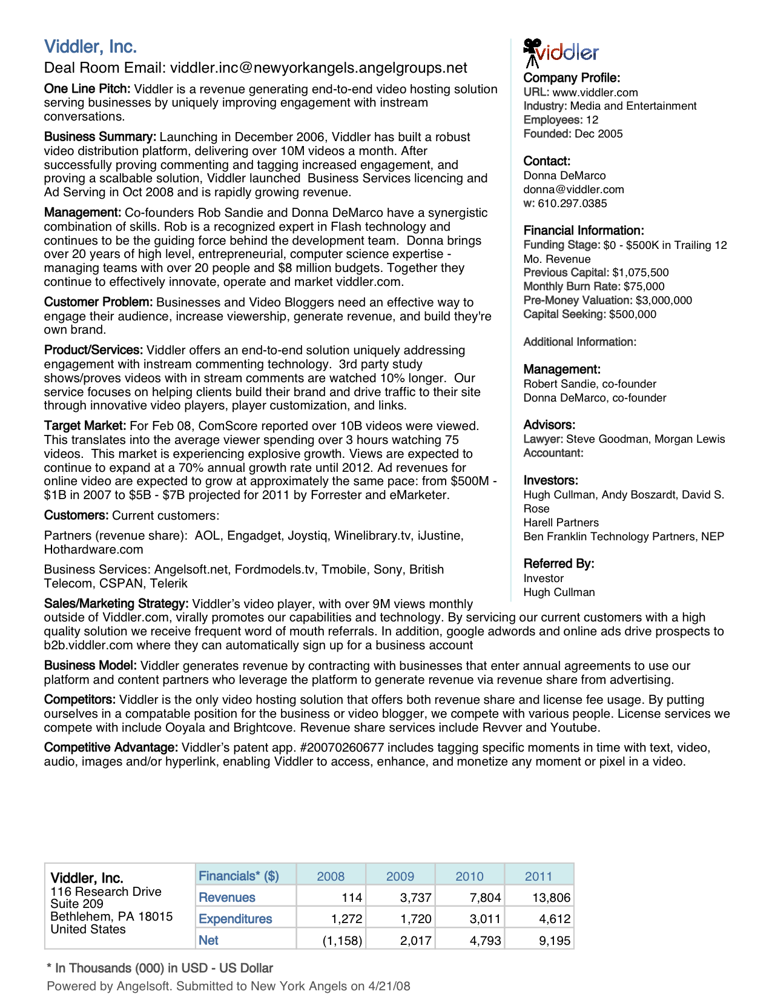 Viddler, Inc.
Deal Room Email: viddler.inc@newyorkangels.angelgroups.net
One Line Pitch: Viddler is a revenue generating end-to-end video hosting solution
serving businesses by uniquely improving engagement with instream
conversations.
Business Summary: Launching in December 2006, Viddler has built a robust
video distribution platform, delivering over 10M videos a month. After
successfully proving commenting and tagging increased engagement, and
proving a scalbable solution, Viddler launched  Business Services licencing and
Ad Serving in Oct 2008 and is rapidly growing revenue.
Management: Co-founders Rob Sandie and Donna DeMarco have a synergistic
combination of skills. Rob is a recognized expert in Flash technology and
continues to be the guiding force behind the development team.  Donna brings
over 20 years of high level, entrepreneurial, computer science expertise -
managing teams with over 20 people and $8 million budgets. Together they
continue to effectively innovate, operate and market viddler.com.
Customer Problem: Businesses and Video Bloggers need an effective way to
engage their audience, increase viewership, generate revenue, and build they're
own brand.
Product/Services: Viddler offers an end-to-end solution uniquely addressing
engagement with instream commenting technology.  3rd party study
shows/proves videos with in stream comments are watched 10% longer.  Our
service focuses on helping clients build their brand and drive traffic to their site
through innovative video players, player customization, and links.
Target Market: For Feb 08, ComScore reported over 10B videos were viewed.
This translates into the average viewer spending over 3 hours watching 75
videos.  This market is experiencing explosive growth. Views are expected to
continue to expand at a 70% annual growth rate until 2012. Ad revenues for
online video are expected to grow at approximately the same pace: from $500M -
$1B in 2007 to $5B - $7B projected for 2011 by Forrester and eMarketer.
Customers: Current customers:
Partners (revenue share):  AOL, Engadget, Joystiq, Winelibrary.tv, iJustine,
Hothardware.com
Business Services: Angelsoft.net, Fordmodels.tv, Tmobile, Sony, British
Telecom, CSPAN, Telerik
Sales/Marketing Strategy: Viddler’s video player, with over 9M views monthly
outside of Viddler.com, virally promotes our capabilities and technology. By servicing our current customers with a high
quality solution we receive frequent word of mouth referrals. In addition, google adwords and online ads drive prospects to
b2b.viddler.com where they can automatically sign up for a business account
Business Model: Viddler generates revenue by contracting with businesses that enter annual agreements to use our
platform and content partners who leverage the platform to generate revenue via revenue share from advertising.
Competitors: Viddler is the only video hosting solution that offers both revenue share and license fee usage. By putting
ourselves in a compatable position for the business or video blogger, we compete with various people. License services we
compete with include Ooyala and Brightcove. Revenue share services include Revver and Youtube.
Competitive Advantage: Viddler’s patent app. #20070260677 includes tagging specific moments in time with text, video,
audio, images and/or hyperlink, enabling Viddler to access, enhance, and monetize any moment or pixel in a video.
viddler
Company Profile:
URL: www.viddler.com
Industry: Media and Entertainment
Employees: 12
Founded: Dec 2005
Contact:
Donna DeMarco
donna@viddler.com
w: 610.297.0385
Financial Information:
Funding Stage: $0 - $500K in Trailing 12
Mo. Revenue
Previous Capital: $1,075,500
Monthly Burn Rate: $75,000
Pre-Money Valuation: $3,000,000
Capital Seeking: $500,000
Additional Information:
Management:
Robert Sandie, co-founder
Donna DeMarco, co-founder
Advisors:
Lawyer: Steve Goodman, Morgan Lewis
Accountant:
Investors:
Hugh Cullman, Andy Boszardt, David S.
Rose
Harell Partners
Ben Franklin Technology Partners, NEP
Referred By:
Investor
Hugh Cullman
Viddler, Inc.
116 Research Drive
Suite 209
Bethlehem, PA 18015
United States
Financials* ($) 2008 2009 2010 2011
Revenues 114 3,737 7,804 13,806
Expenditures 1,272 1,720 3,011 4,612
Net (1,158) 2,017 4,793 9,195
* In Thousands (000) in USD - US Dollar
Powered by Angelsoft. Submitted to New York Angels on 4/21/08